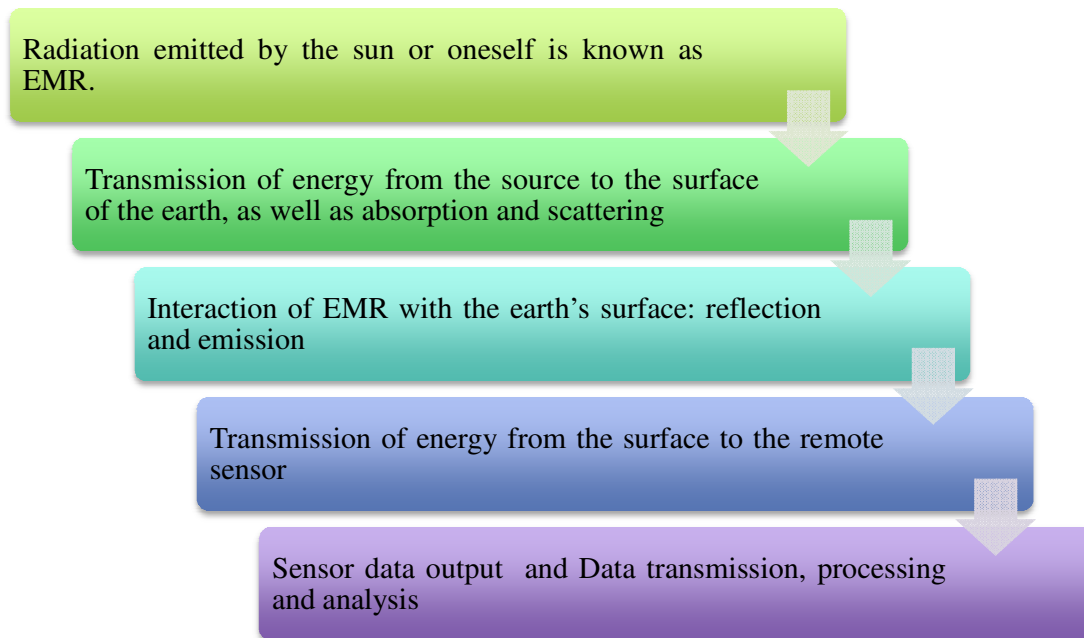 Radiation emitted by the sun or oneself is known as
EMR.
Transmission of energy from the source to the surface
of the earth, as well as absorption and scattering
Interaction of EMR with the earth's surface: reflection
and emission
Transmission of energy from the surface to the remote
sensor
Sensor data output and Data transmission, processing
and analysis